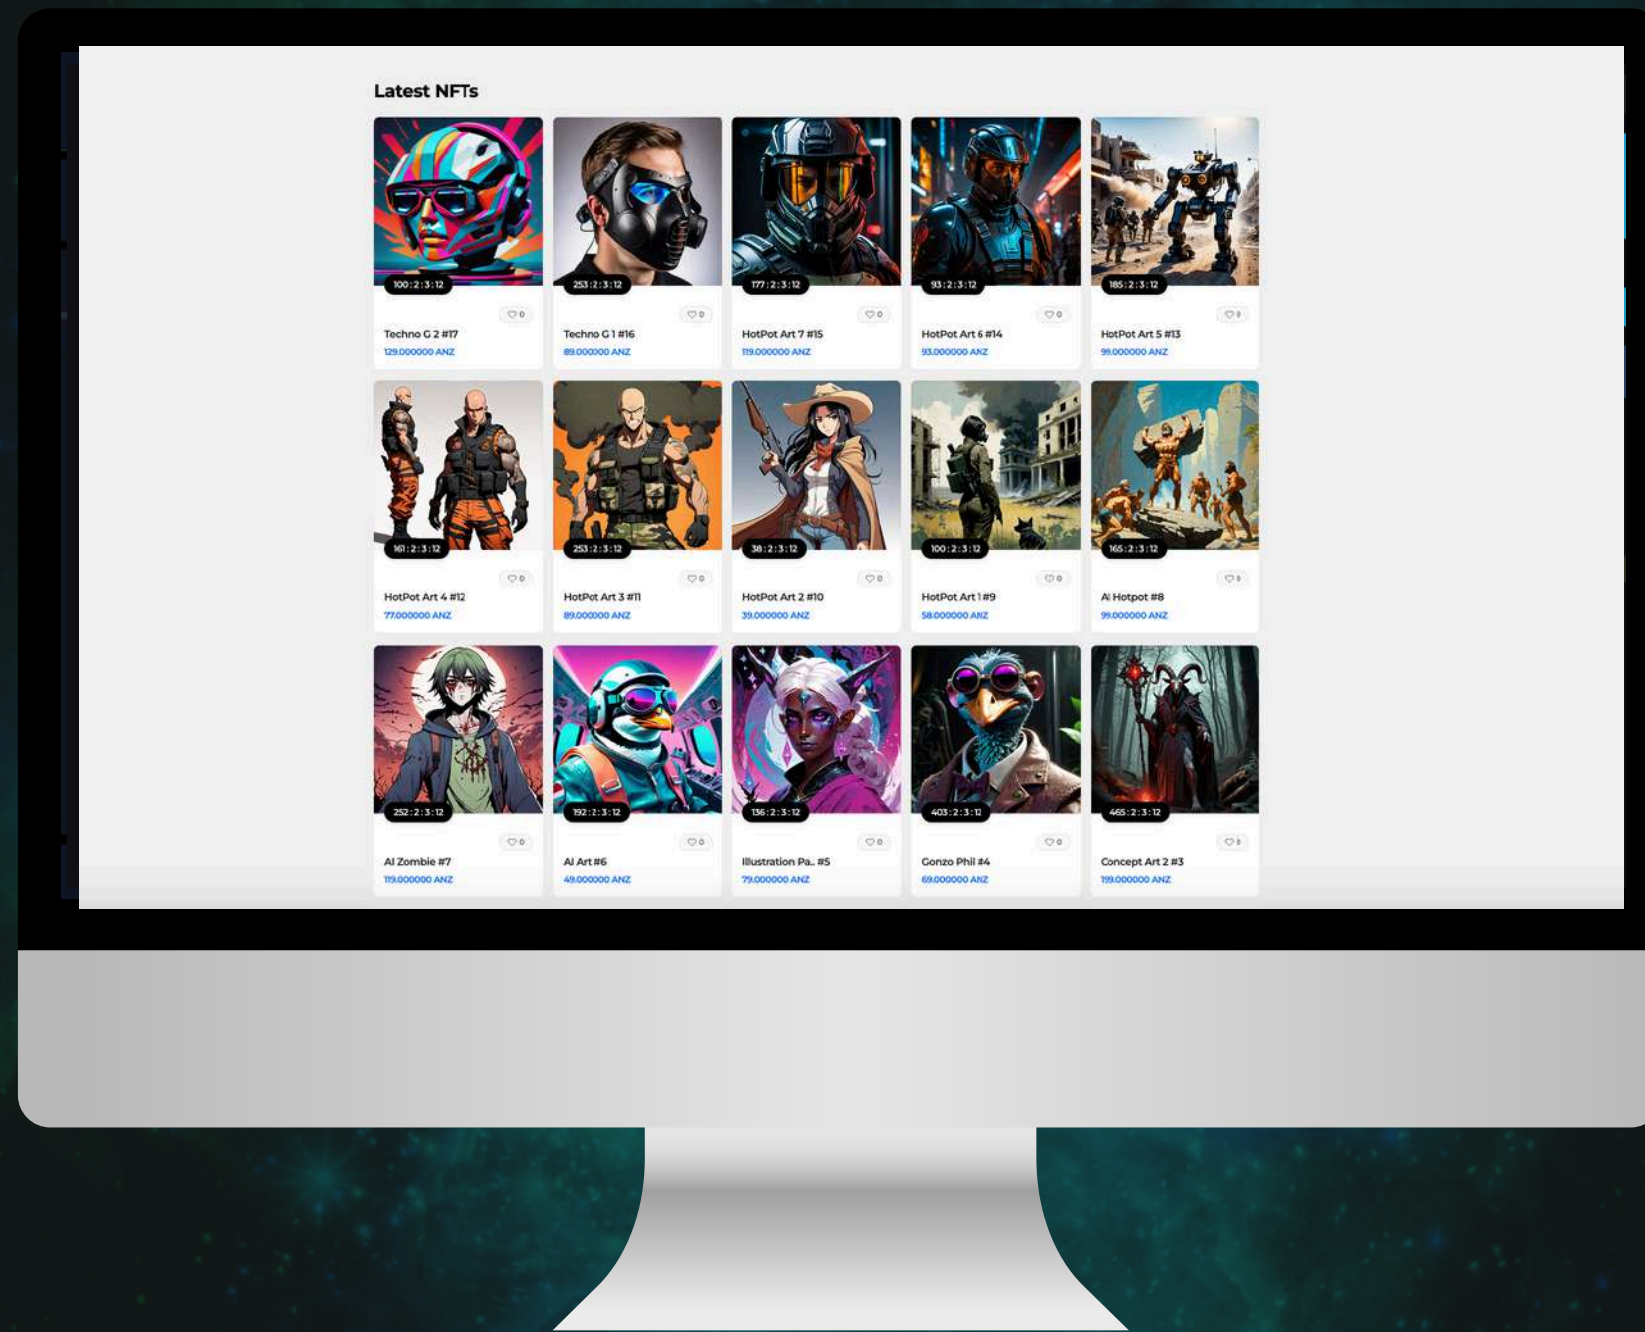 Latest NFTs
100:2:3:12
253:2:3:12
177:2:3:12
93:2:3:12
185:2:3:12
0
0
0
0
0
Techno G 2 #17
Techno G 1 #16
HotPot Art 7 #15
HotPot Art 6 #14
HotPot Art 5 #13
129.000000 ANZ
89.000000 ANZ
119.000000 ANZ
93.000000 ANZ
99.000000 ANZ
161:2:3:12
253:2:3:12
38:2:3:12
100:2:3:12
165:2:3:12
0
0
0
0
0
HotPot Art 4 #12
HotPot Art 3 #11
HotPot Art 2 #10
HotPot Art 1 #9
AI Hotpot #8
77.000000 ANZ
89.000000 ANZ
39.000000 ANZ
58.000000 ANZ
99.000000 ANZ
252:2:3:12
192:2:3:12
136:2:3:12
403:2:3:12
465:2:3:12
0
0
0
0
0
AI Zombie #7
AI Art #6
Illustration Pa.. #5
Gonzo Phil #4
Concept Art 2 #3
119.000000 ANZ
49.000000 ANZ
79.000000 ANZ
69.000000 ANZ
199.000000 ANZ